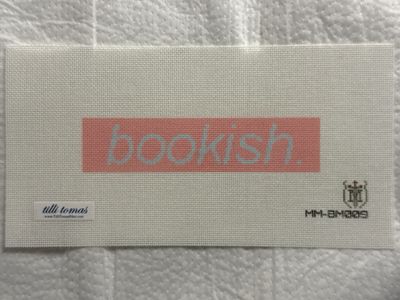 bookish.
tilli tomas
MM-BM009